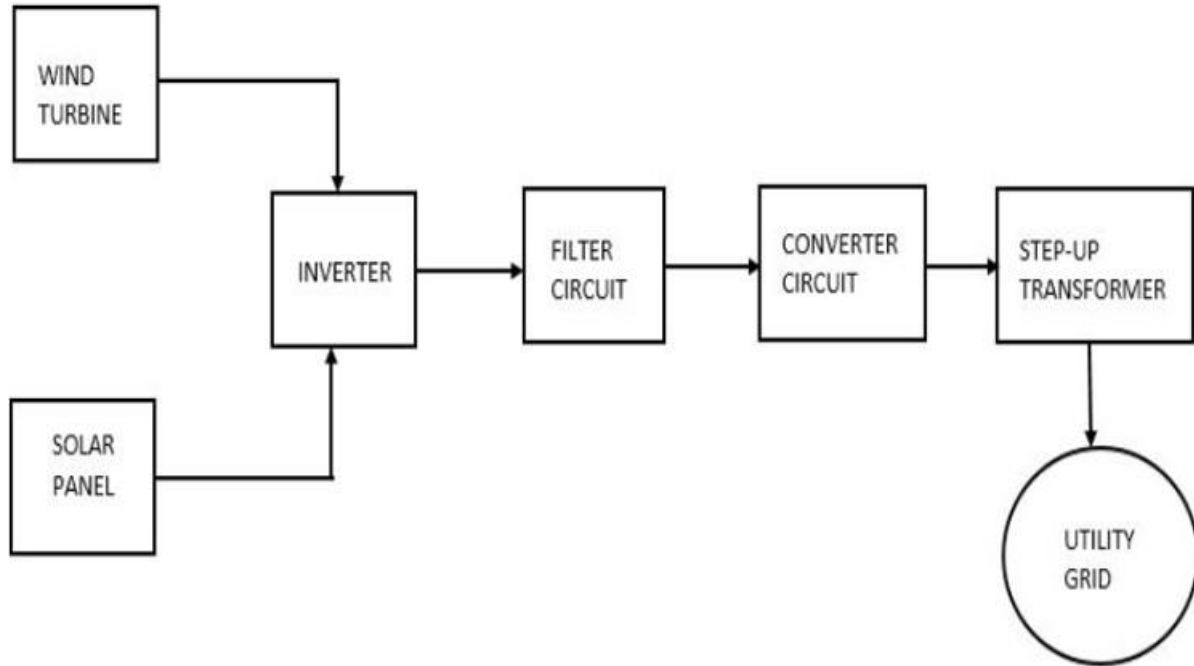 WIND
TURBINE
INVERTER
FILTER
CIRCUIT
CONVERTER
CIRCUIT
STEP-UP
TRANSFORMER
SOLAR
PANEL
UTILITY
GRID